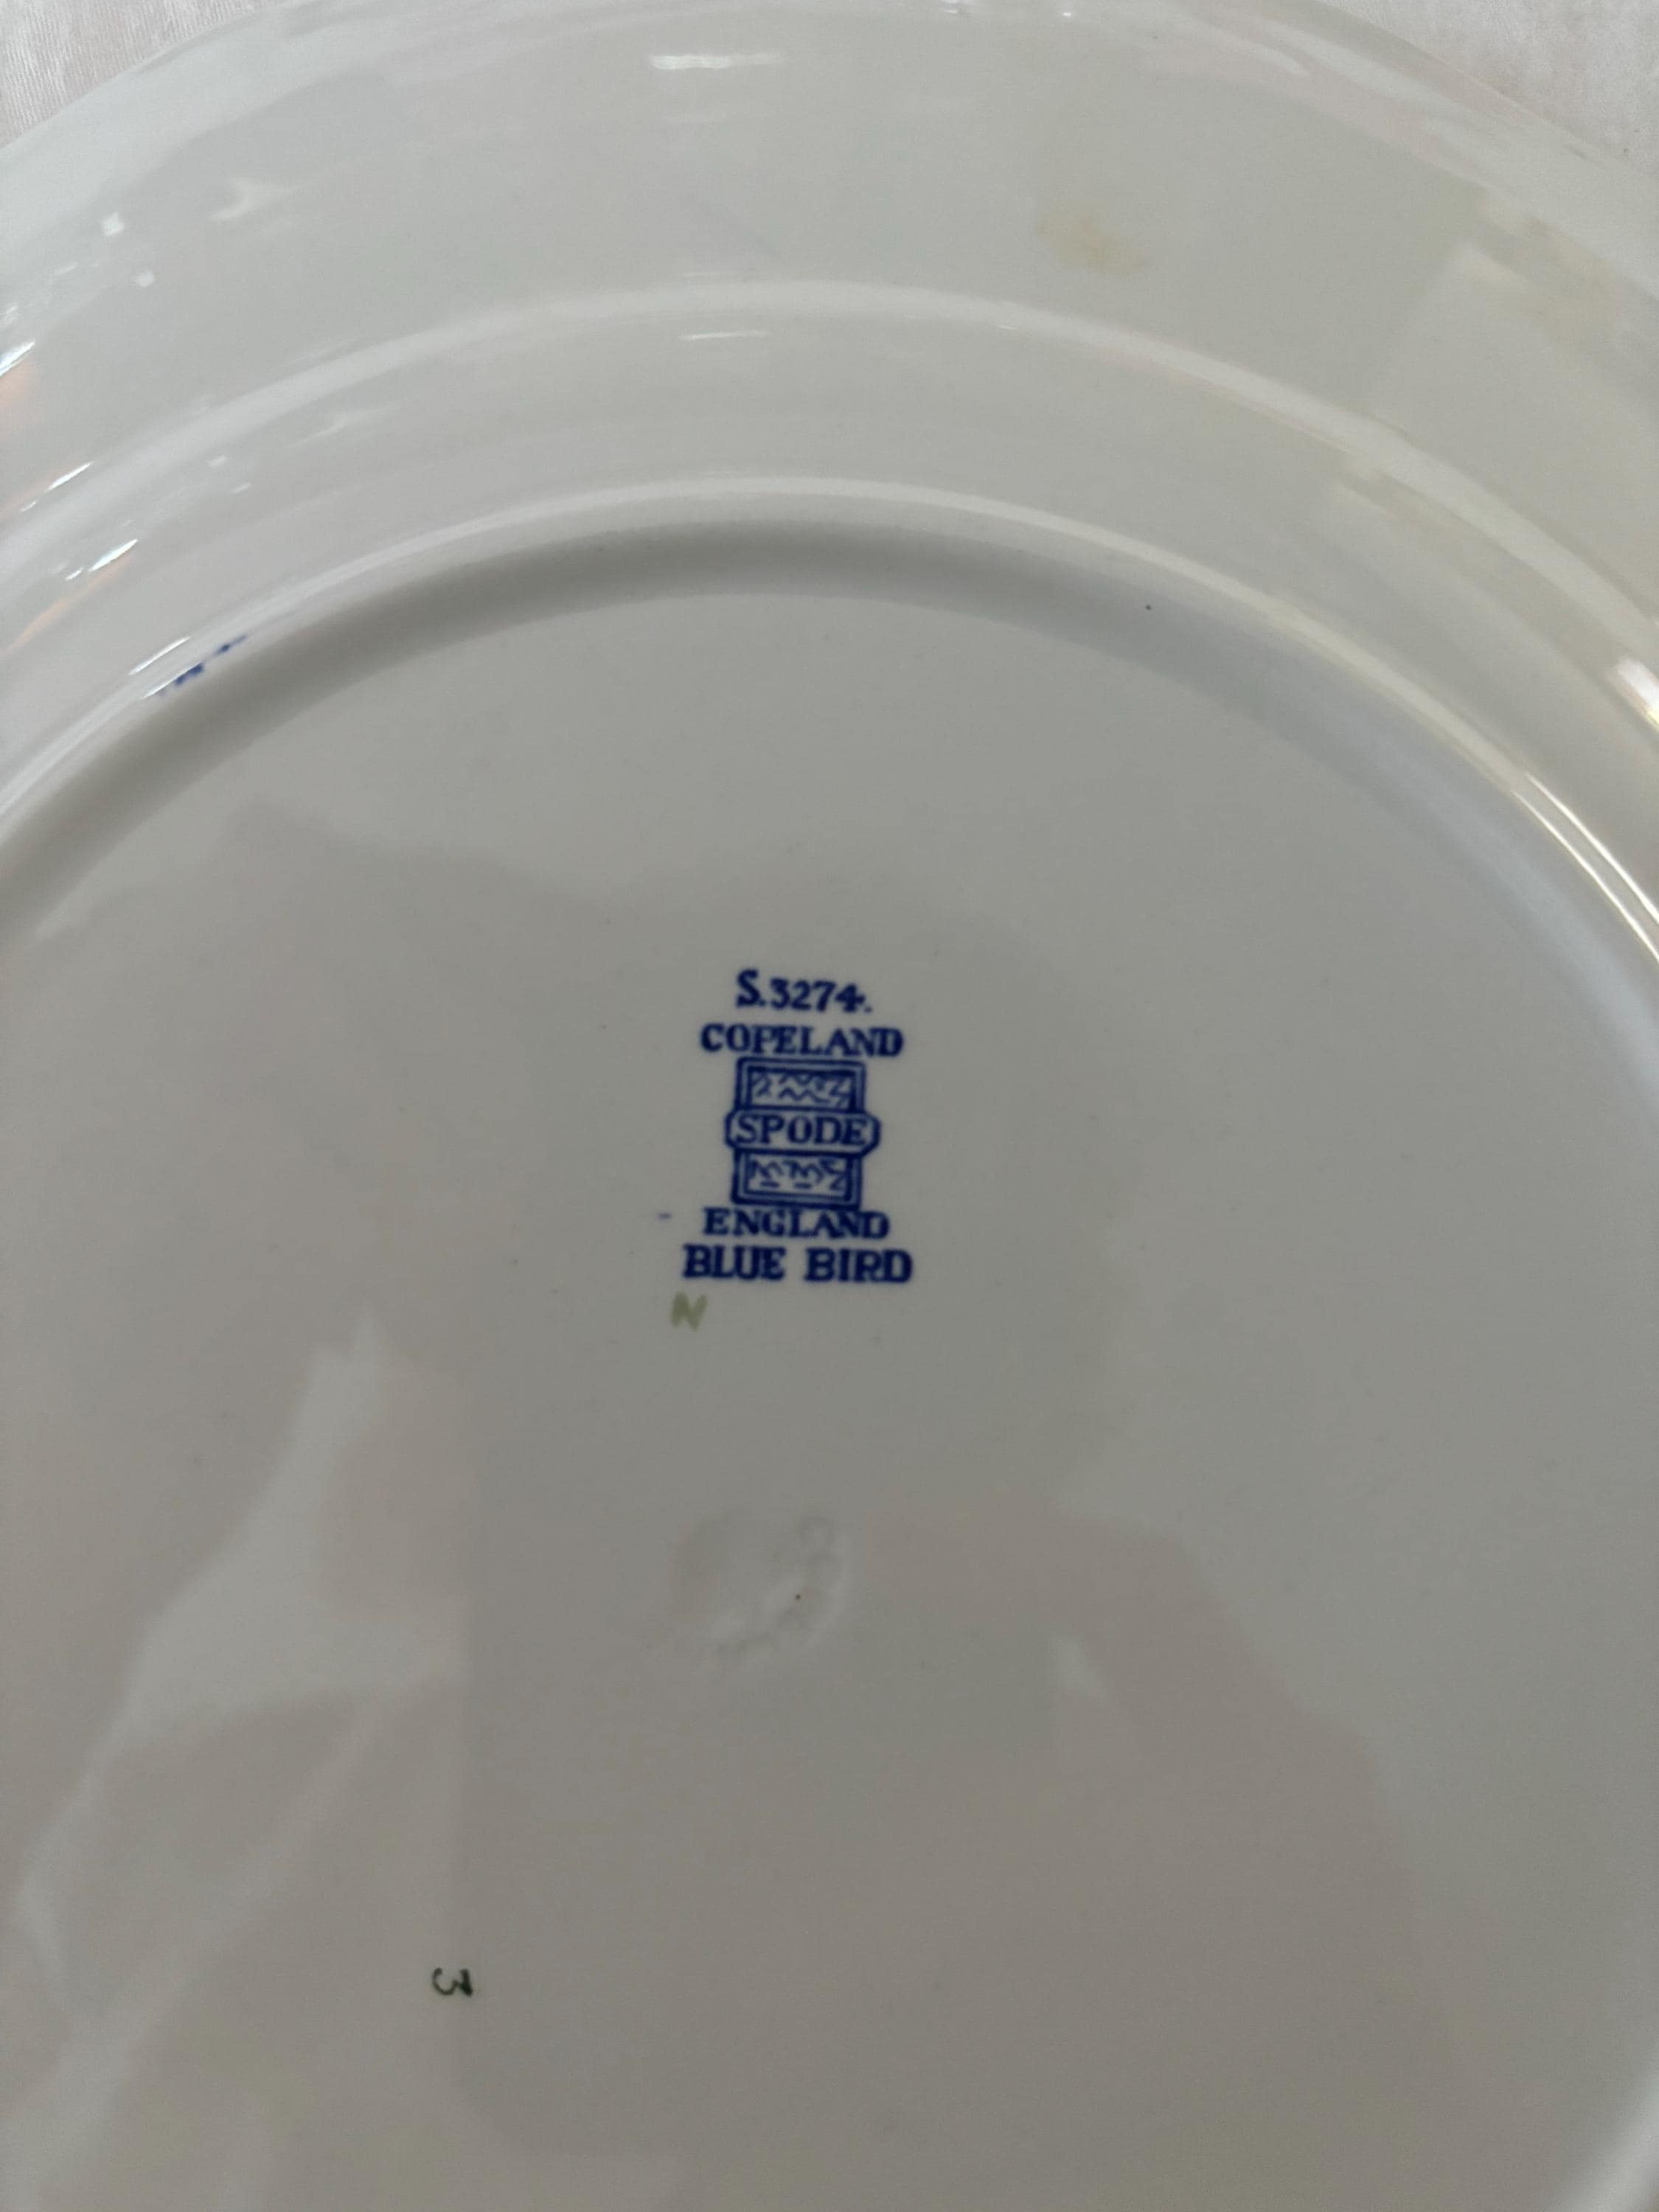 S.3274.
COPELAND
SPODE
ENGLAND
BLUE BIRD
N
3